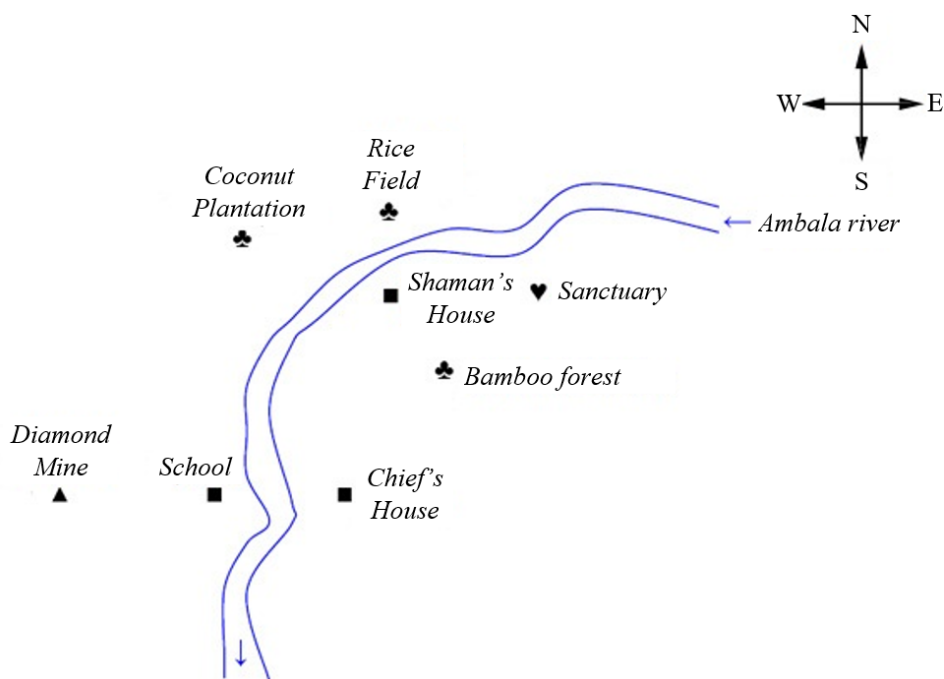 N
W
E
S
Rice
Field
Coconut
Plantation
← Ambala river
Shaman's
House
Sanctuary
Bamboo forest
Diamond
Mine
School
Chief's
House